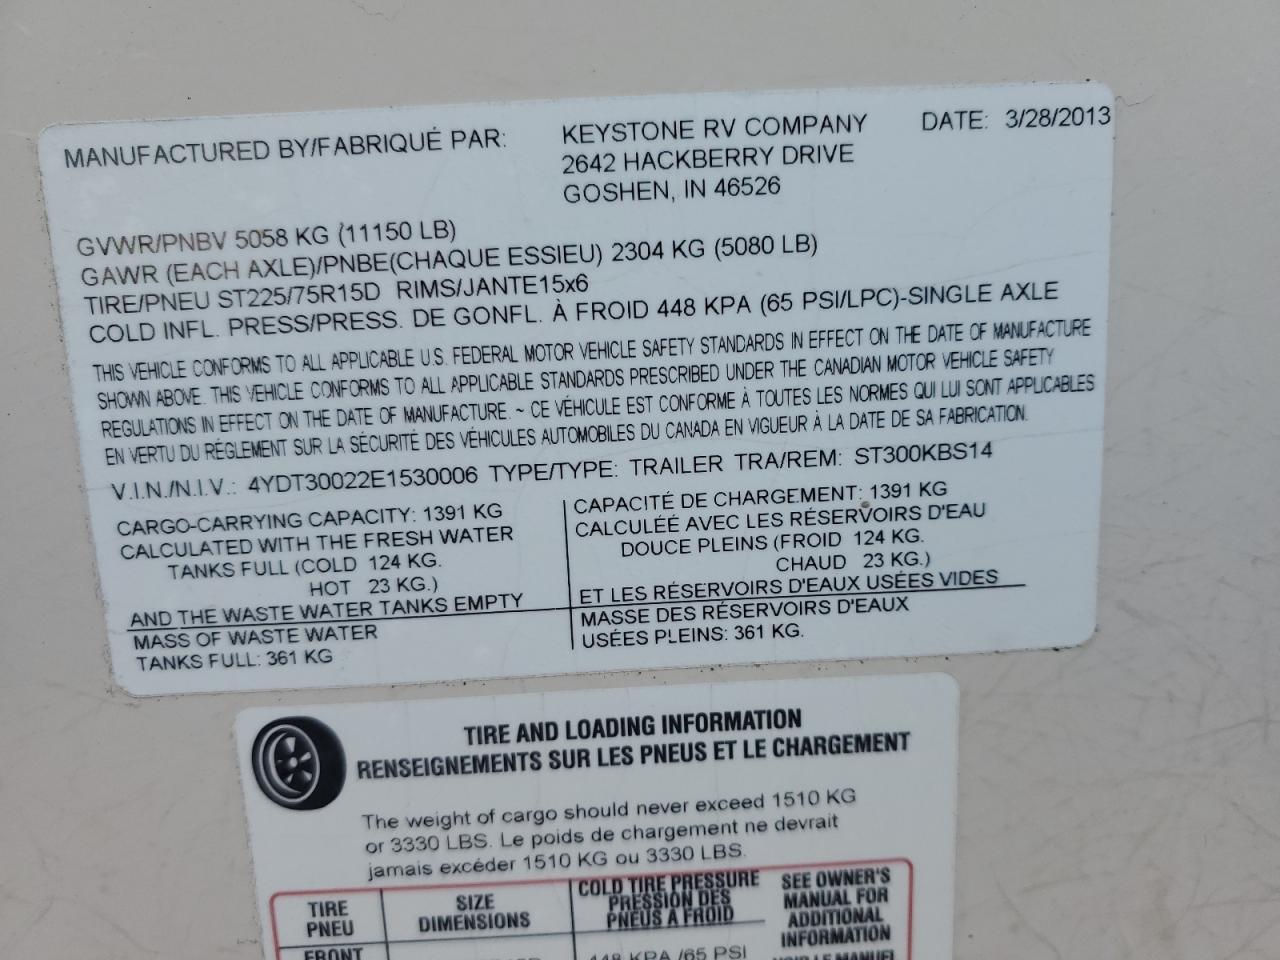 MANUFACTURED BY/FABRIQUÉ PAR: KEYSTONE RV COMPANY DATE: 3/28/2013
2642 HACKBERRY DRIVE
GOSHEN, IN 46526
GVWR/PNBV 5058 KG (11150 LB)
GAWR (EACH AXLE)/PNBE(CHAQUE ESSIEU) 2304 KG (5080 LB)
TIRE/PNEU ST225/75R15D RIMS/JANTE15x6
COLD INFL. PRESS/PRESS. DE GONFL. À FROID 448 KPA (65 PSI/LPC)-SINGLE AXLE
THIS VEHICLE CONFORMS TO ALL APPLICABLE U.S. FEDERAL MOTOR VEHICLE SAFETY STANDARDS IN EFFECT ON THE DATE OF MANUFACTURE
SHOWN ABOVE. THIS VEHICLE CONFORMS TO ALL APPLICABLE STANDARDS PRESCRIBED UNDER THE CANADIAN MOTOR VEHICLE SAFETY
REGULATIONS IN EFFECT ON THE DATE OF MANUFACTURE. ~ CE VÉHICULE EST CONFORME À TOUTES LES NORMES QUI LUI SONT APPLICABLES
EN VERTU DU RÉGLEMENT SUR LA SÉCURITÉ DES VÉHICULES AUTOMOBILES DU CANADA EN VIGUEUR À LA DATE DE SA FABRICATION.
V.I.N./N.I.V.: 4YDT30022E1530006 TYPE/TYPE: TRAILER TRA/REM: ST300KBS14
CARGO-CARRYING CAPACITY: 1391 KG
CALCULATED WITH THE FRESH WATER
TANKS FULL (COLD 124 KG.
HOT 23 KG.)
AND THE WASTE WATER TANKS EMPTY
MASS OF WASTE WATER
TANKS FULL: 361 KG
CAPACITÉ DE CHARGEMENT: 1391 KG
CALCULÉE AVEC LES RÉSERVOIRS D'EAU
DOUCE PLEINS (FROID 124 KG.
CHAUD 23 KG.)
ET LES RÉSERVOIRS D'EAUX USÉES VIDES
MASSE DES RÉSERVOIRS D'EAUX
USÉES PLEINS: 361 KG.
TIRE AND LOADING INFORMATION
RENSEIGNEMENTS SUR LES PNEUS ET LE CHARGEMENT
The weight of cargo should never exceed 1510 KG
or 3330 LBS. Le poids de chargement ne devrait
jamais excéder 1510 KG ou 3330 LBS.
TIRE
PNEU
SIZE
DIMENSIONS
COLD TIRE PRESSURE
PRESSION DES
PNEUS A FROID
SEE OWNER'S
MANUAL FOR
ADDITIONAL
INFORMATION
VOIR LE MANUEL
FRONT
448 KPA /65 PSI